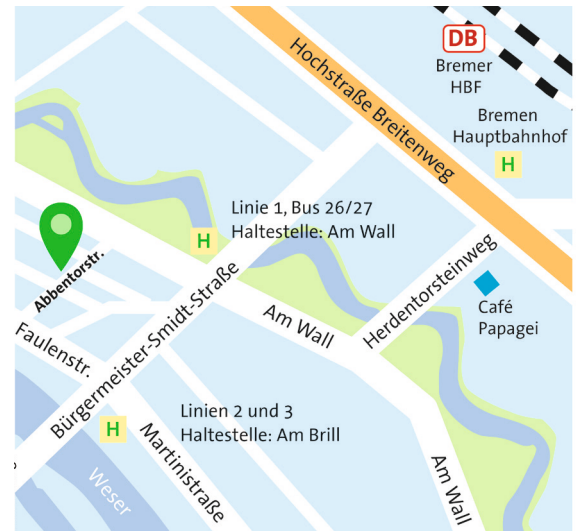 DB
Bremer
HBF
Hochstraße Breitenweg
Bremen
Hauptbahnhof
H
Linie 1, Bus 26/27
Haltestelle: Am Wall
H
Abbentorstr.
Herdentorsteinweg
Café
Papagei
Bürgermeister-Smidt-Straße
Am Wall
Faulenstr.
Linien 2 und 3
Haltestelle: Am Brill
H
Martinistraße
Am Wall
Weser